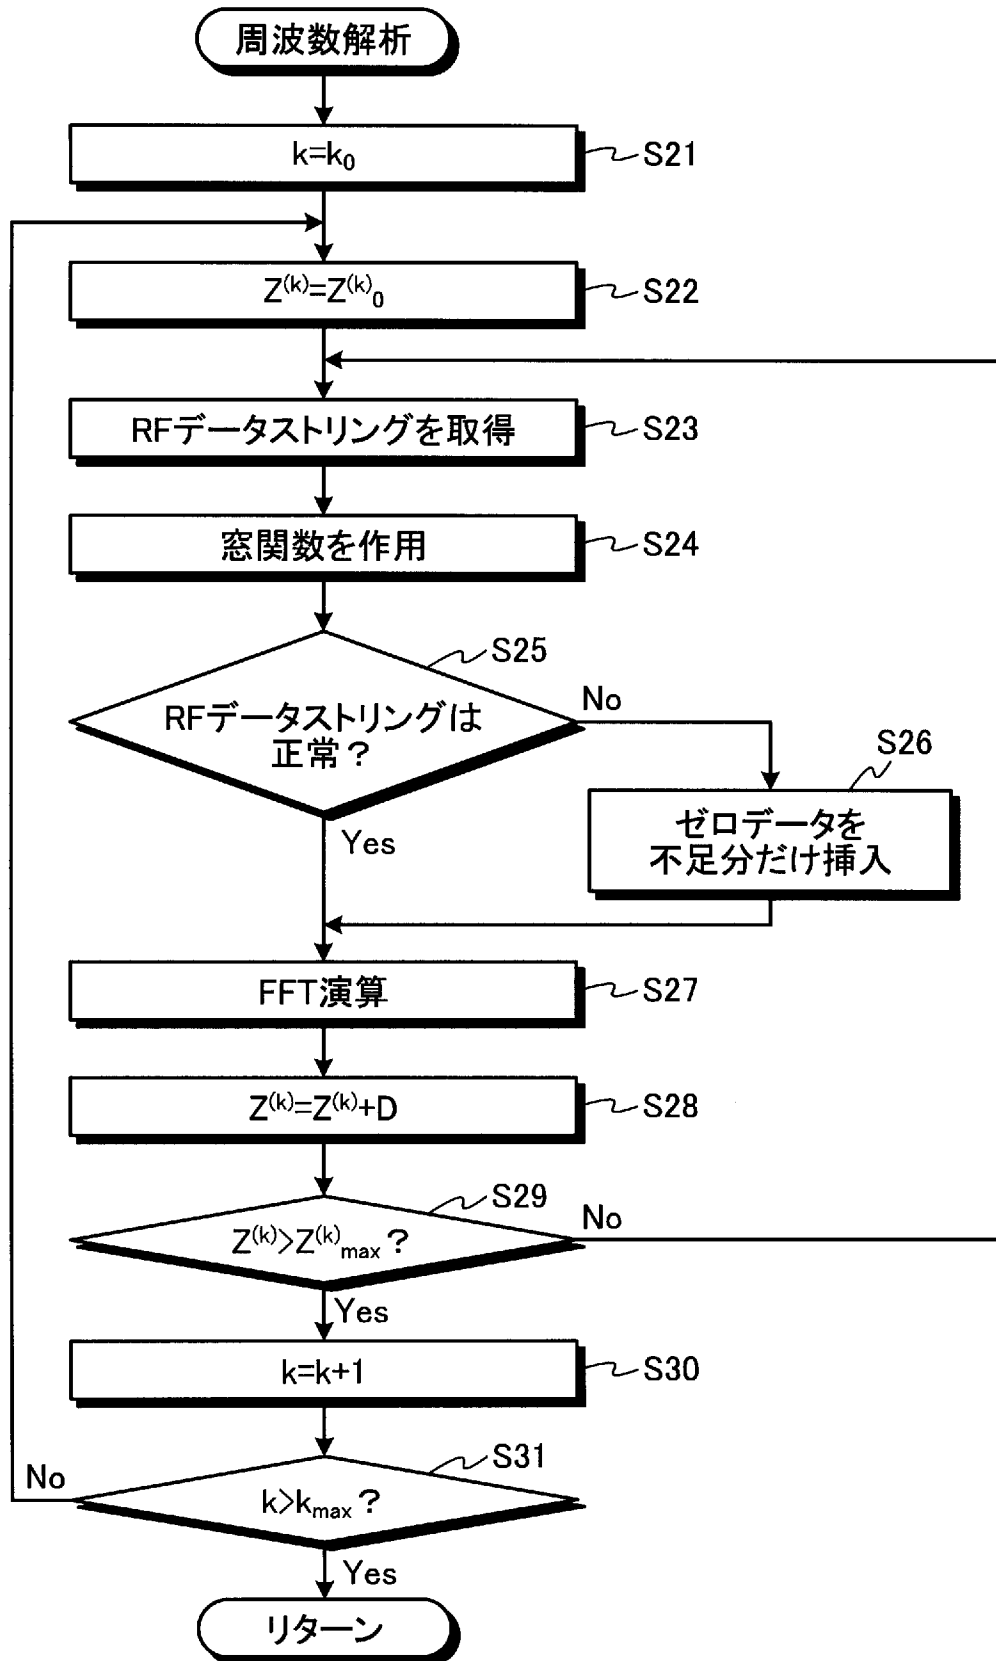 周波数解析
k=k₀
S21
Z⁽ᵏ⁾=Z⁽ᵏ⁾₀
S22
RFデータストリングを取得
S23
窓関数を作用
S24
S25
RFデータストリングは
正常?
No
Yes
S26
ゼロデータを
不足分だけ挿入
FFT演算
S27
Z⁽ᵏ⁾=Z⁽ᵏ⁾+D
S28
S29
Z⁽ᵏ⁾>Z⁽ᵏ⁾max?
No
Yes
k=k+1
S30
S31
No
k>kmax?
Yes
リターン